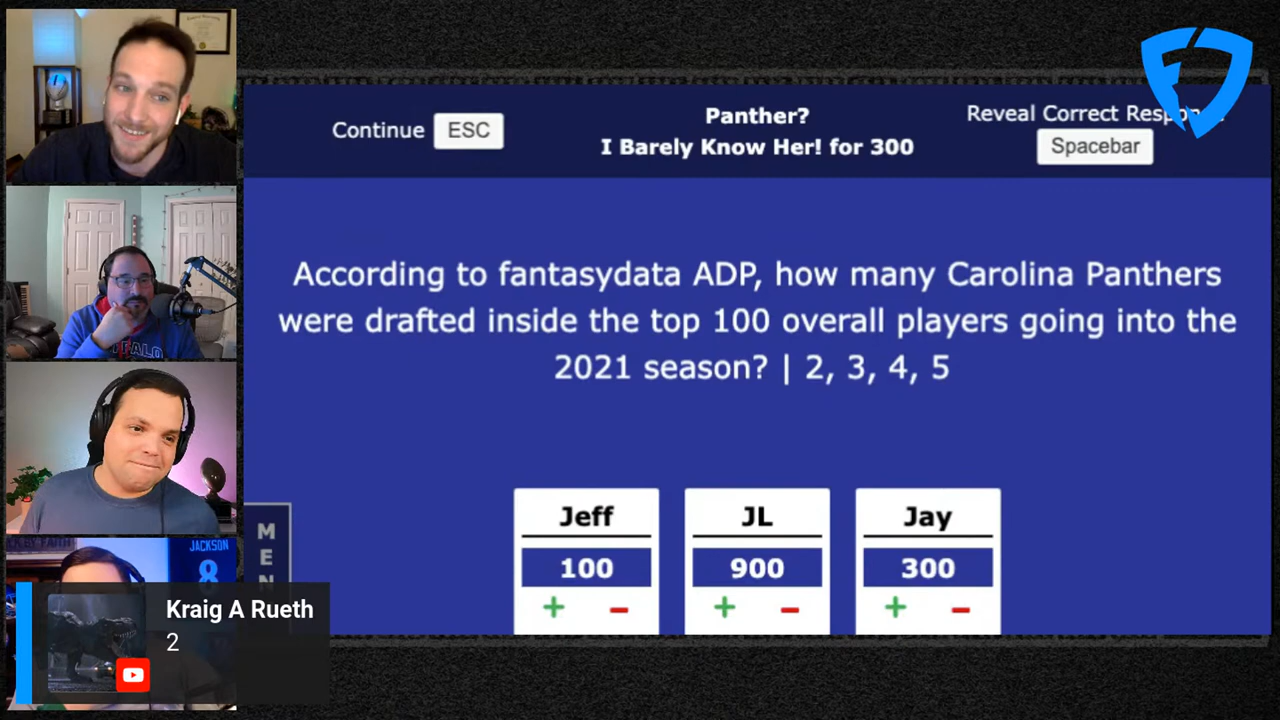 Continue ESC
Panther?
I Barely Know Her! for 300
Reveal Correct
Spacebar
According to fantasydata ADP, how many Carolina Panthers
were drafted inside the top 100 overall players going into the
2021 season? | 2, 3, 4, 5
MEN
Jeff
100
+ −
JL
900
+ −
Jay
300
+ −
JACKSON
8
Kraig A Rueth
2